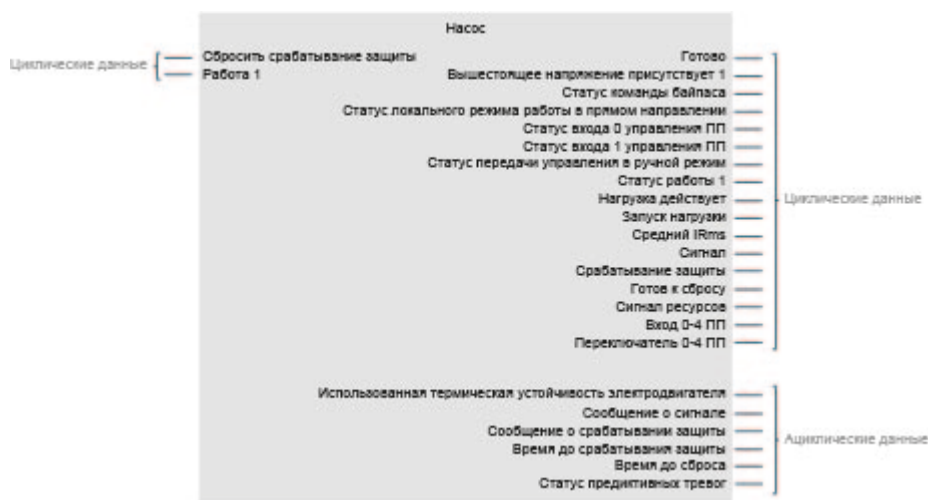 Насос
Циклические данные
Сбросить срабатывание защиты
Работа 1
Готово
Вышестоящее напряжение присутствует 1
Статус команды байпаса
Статус локального режима работы в прямом направлении
Статус входа 0 управления ПП
Статус входа 1 управления ПП
Статус передачи управления в ручной режим
Статус работы 1
Нагрузка действует
Запуск нагрузки
Средний IRms
Сигнал
Срабатывание защиты
Готов к сбросу
Сигнал ресурсов
Вход 0-4 ПП
Переключатель 0-4 ПП
Циклические данные
Использованная термическая устойчивость электродвигателя
Сообщение о сигнале
Сообщение о срабатывании защиты
Время до срабатывания защиты
Время до сброса
Статус предиктивных тревог
Ациклические данные